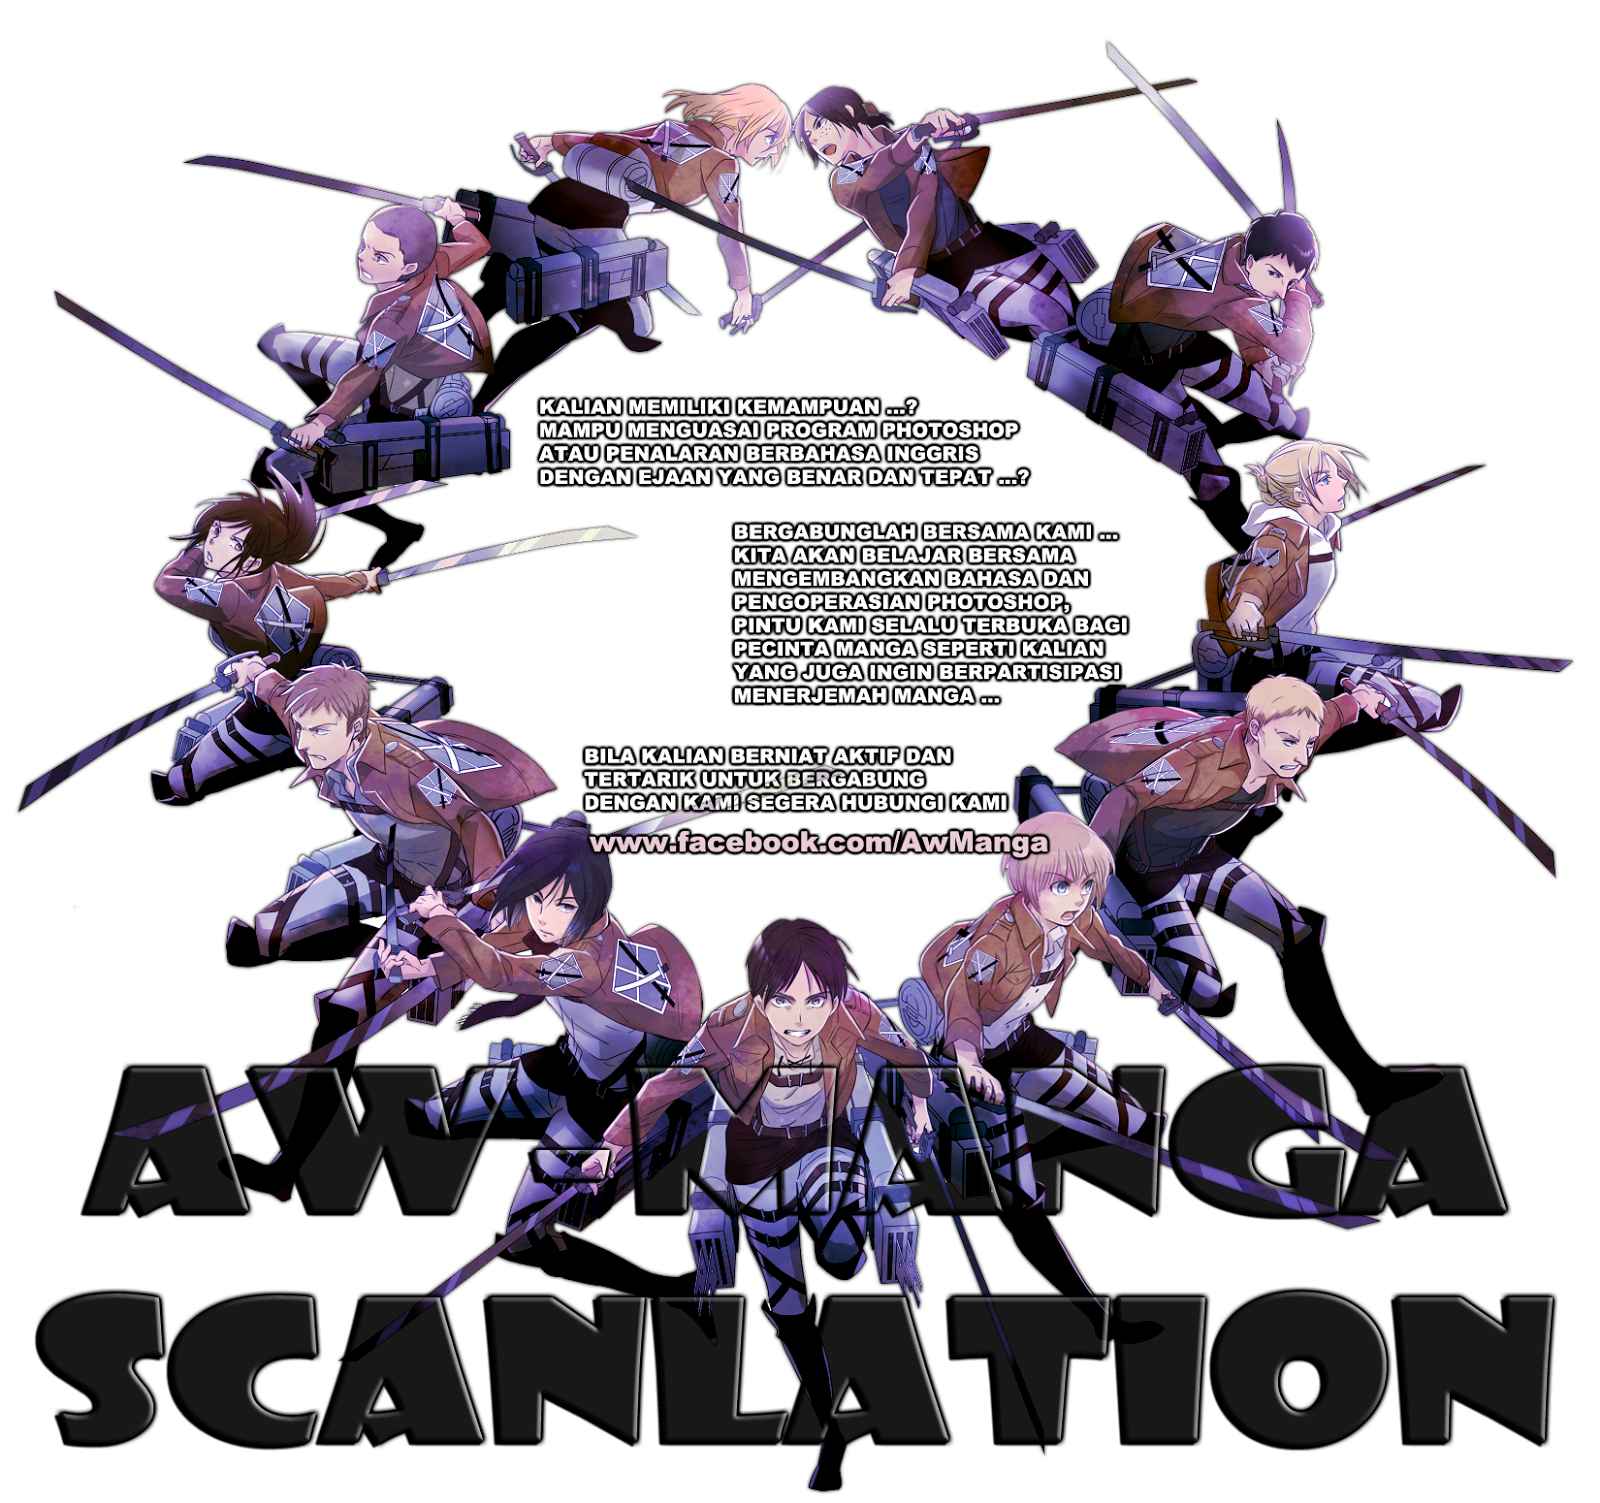 KALIAN MEMILIKI KEMAMPUAN ...?
MAMPU MENGUASAI PROGRAM PHOTOSHOP
ATAU PENALARAN BERBAHASA INGGRIS
DENGAN EJAAN YANG BENAR DAN TEPAT ...?
BERGABUNGLAH BERSAMA KAMI ...
KITA AKAN BELAJAR BERSAMA
MENGEMBANGKAN BAHASA DAN
PENGOPERASIAN PHOTOSHOP,
PINTU KAMI SELALU TERBUKA BAGI
PECINTA MANGA SEPERTI KALIAN
YANG JUGA INGIN BERPARTISIPASI
MENERJEMAH MANGA ...
BILA KALIAN BERNIAT AKTIF DAN
TERTARIK UNTUK BERGABUNG
DENGAN KAMI SEGERA HUBUNGI KAMI
www.facebook.com/AwManga
AW-MANGA
SCANLATION